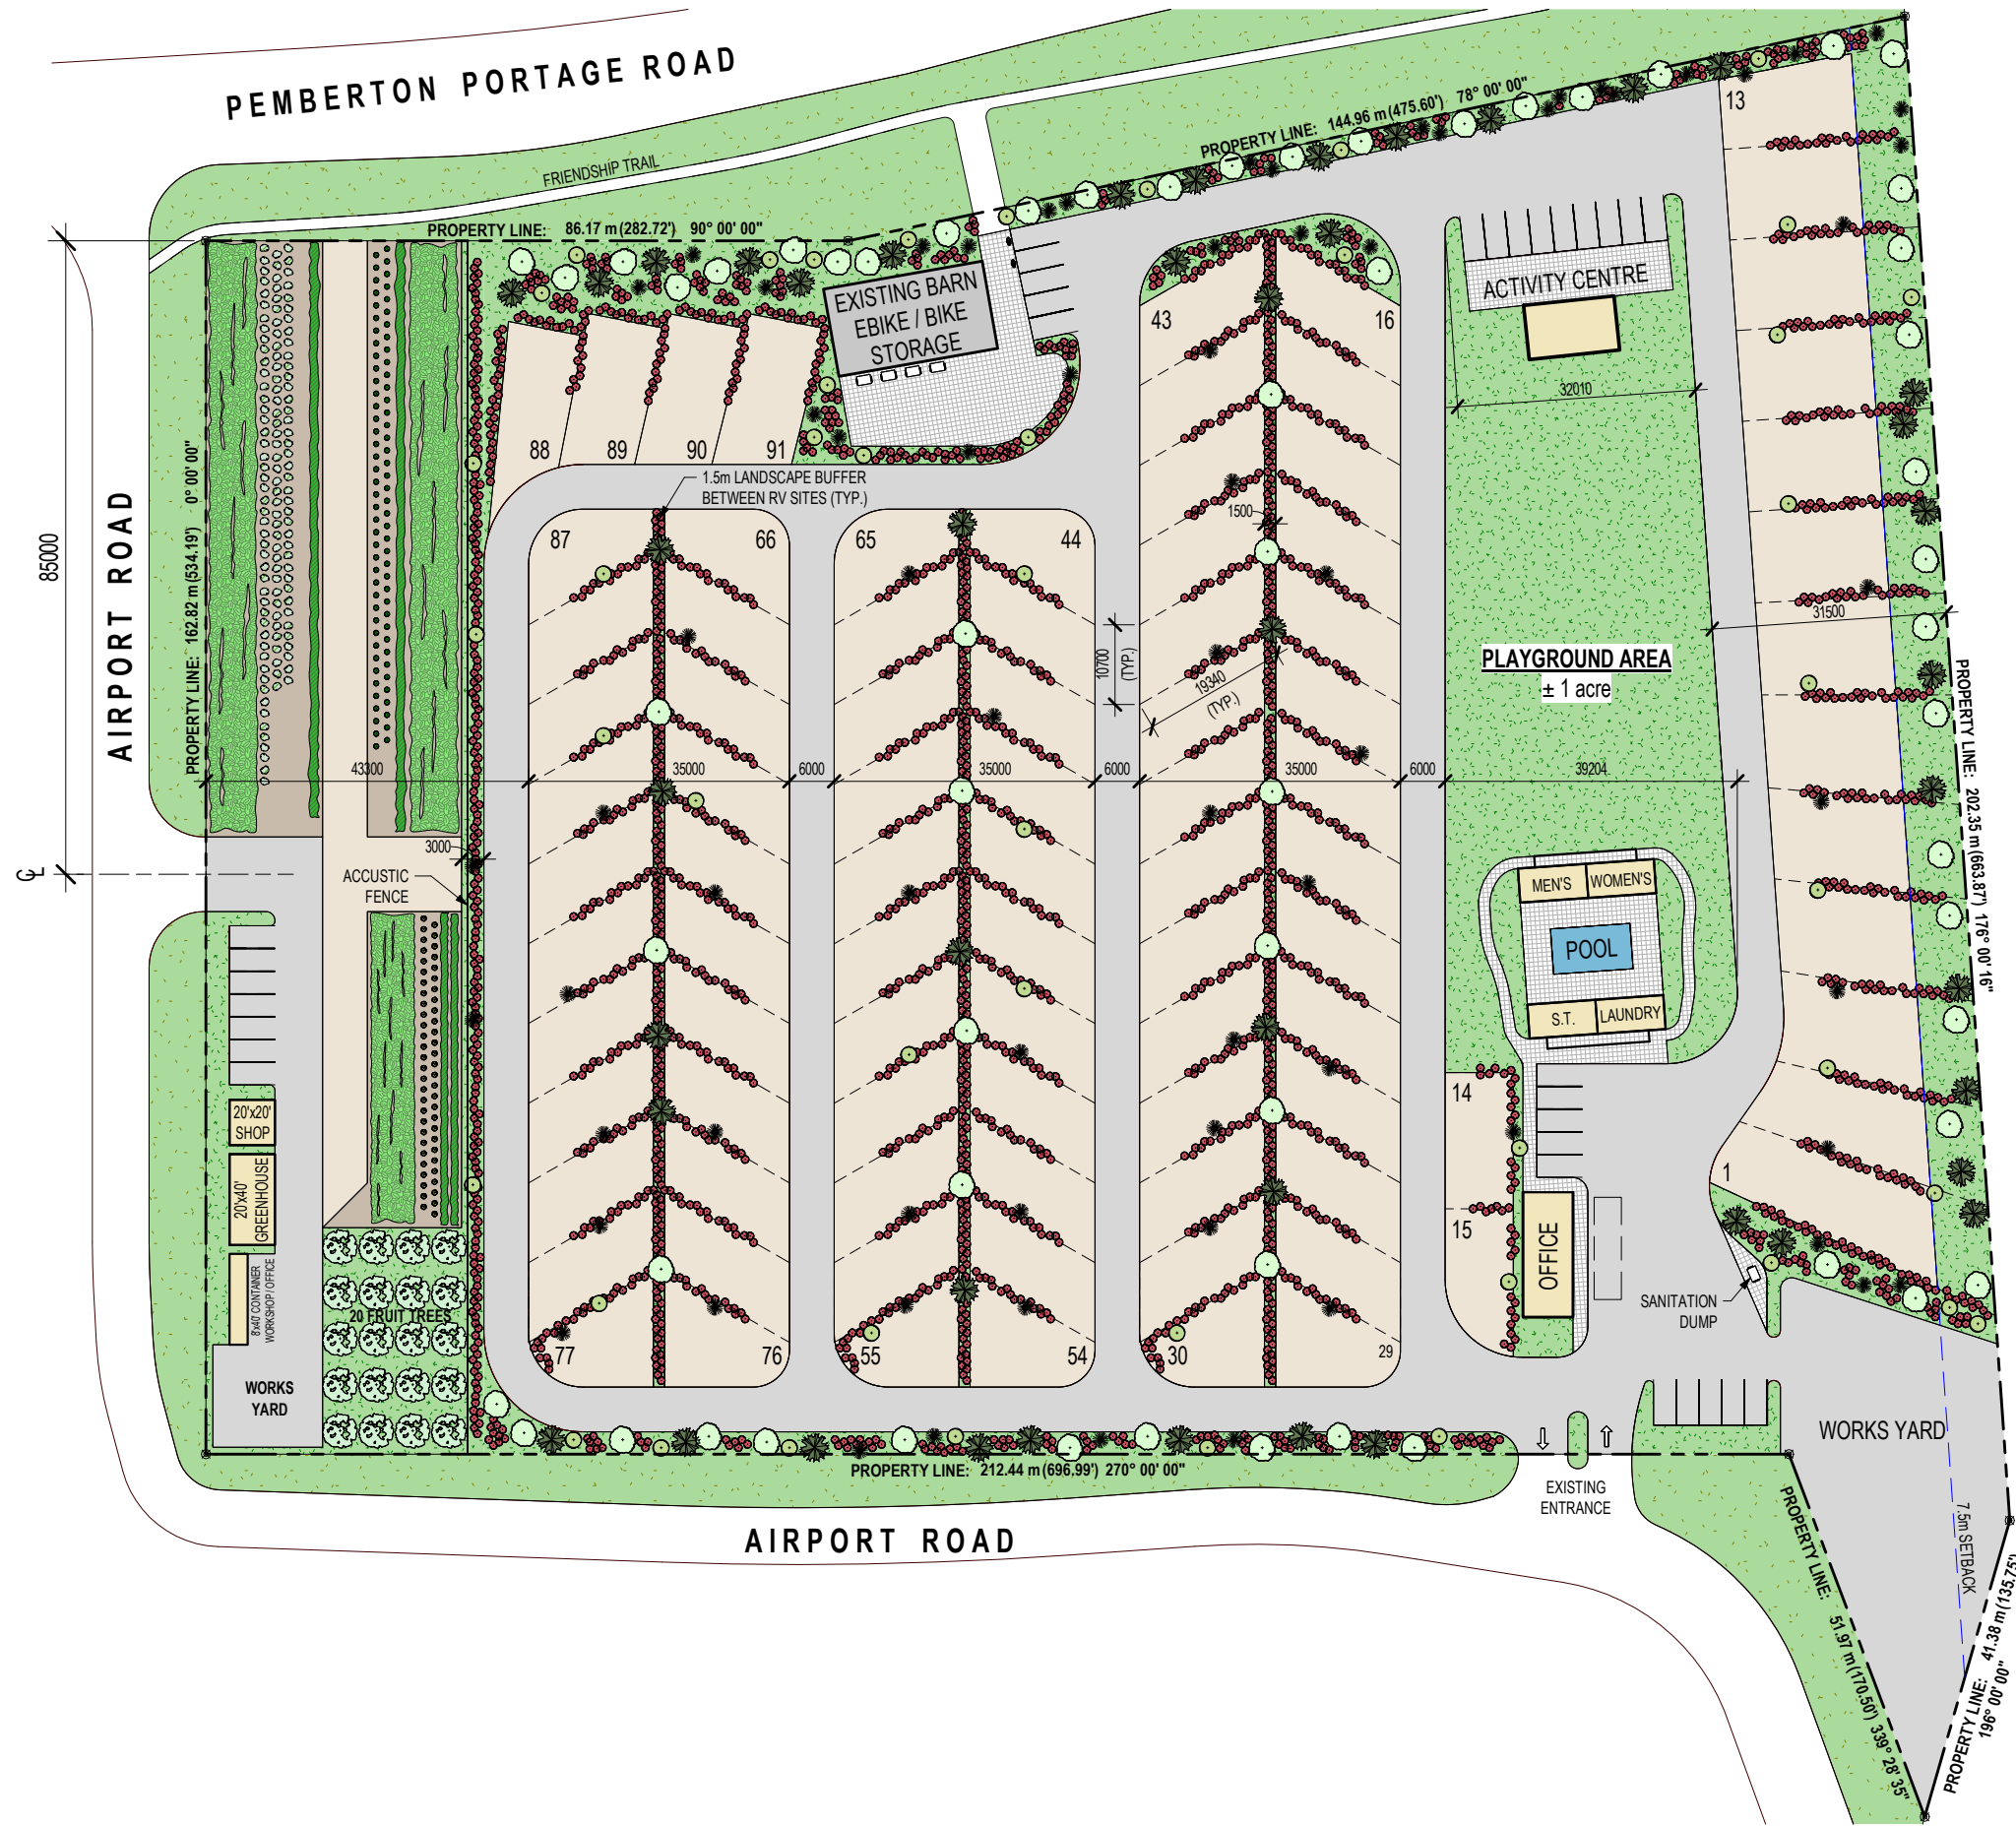 PEMBERTON PORTAGE ROAD
FRIENDSHIP TRAIL
PROPERTY LINE: 86.17 m (282.72') 90° 00' 00"
PROPERTY LINE: 144.96 m (475.60') 78° 00' 00"
13
EXISTING BARN
EBIKE / BIKE
STORAGE
ACTIVITY CENTRE
32010
43
16
88
89
90
91
1.5m LANDSCAPE BUFFER
BETWEEN RV SITES (TYP.)
85000
AIRPORT ROAD
PROPERTY LINE: 162.82 m (534.19') 0° 00' 00"
87
66
65
44
1500
10700
(TYP.)
19340
(TYP.)
PLAYGROUND AREA
± 1 acre
31500
PROPERTY LINE: 202.35 m (663.87') 176° 00' 16"
43300
35000
6000
35000
6000
35000
6000
39204
3000
CL
ACCUSTIC
FENCE
MEN'S
WOMEN'S
POOL
S.T.
LAUNDRY
14
15
1
20'x20'
SHOP
20'x40'
GREENHOUSE
8'x40' CONTAINER
WORKSHOP/OFFICE
20 FRUIT TREES
WORKS
YARD
OFFICE
SANITATION
DUMP
77
76
55
54
30
29
WORKS YARD
PROPERTY LINE: 212.44 m (696.99') 270° 00' 00"
EXISTING
ENTRANCE
AIRPORT ROAD
7.5m SETBACK
PROPERTY LINE: 51.97 m (170.50') 339° 28' 35"
PROPERTY LINE: 41.38 m (135.75')
196° 00' 00"